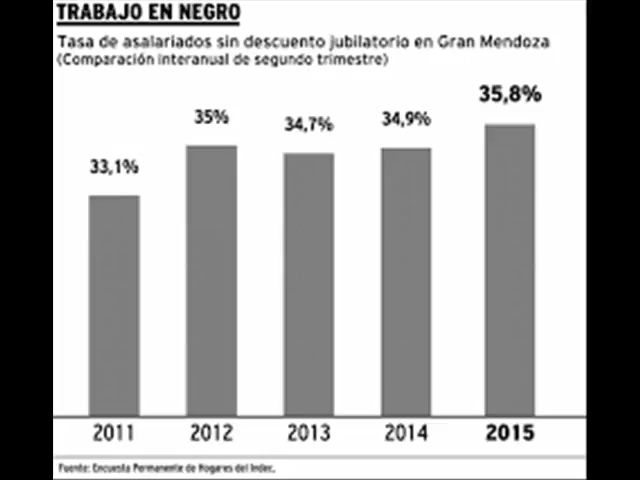 TRABAJO EN NEGRO
Tasa de asalariados sin descuento jubilatorio en Gran Mendoza
(Comparación interanual de segundo trimestre)
33,1%
35%
34,7%
34,9%
35,8%
2011
2012
2013
2014
2015
Fuente: Encuesta Permanente de Hogares del Indec.